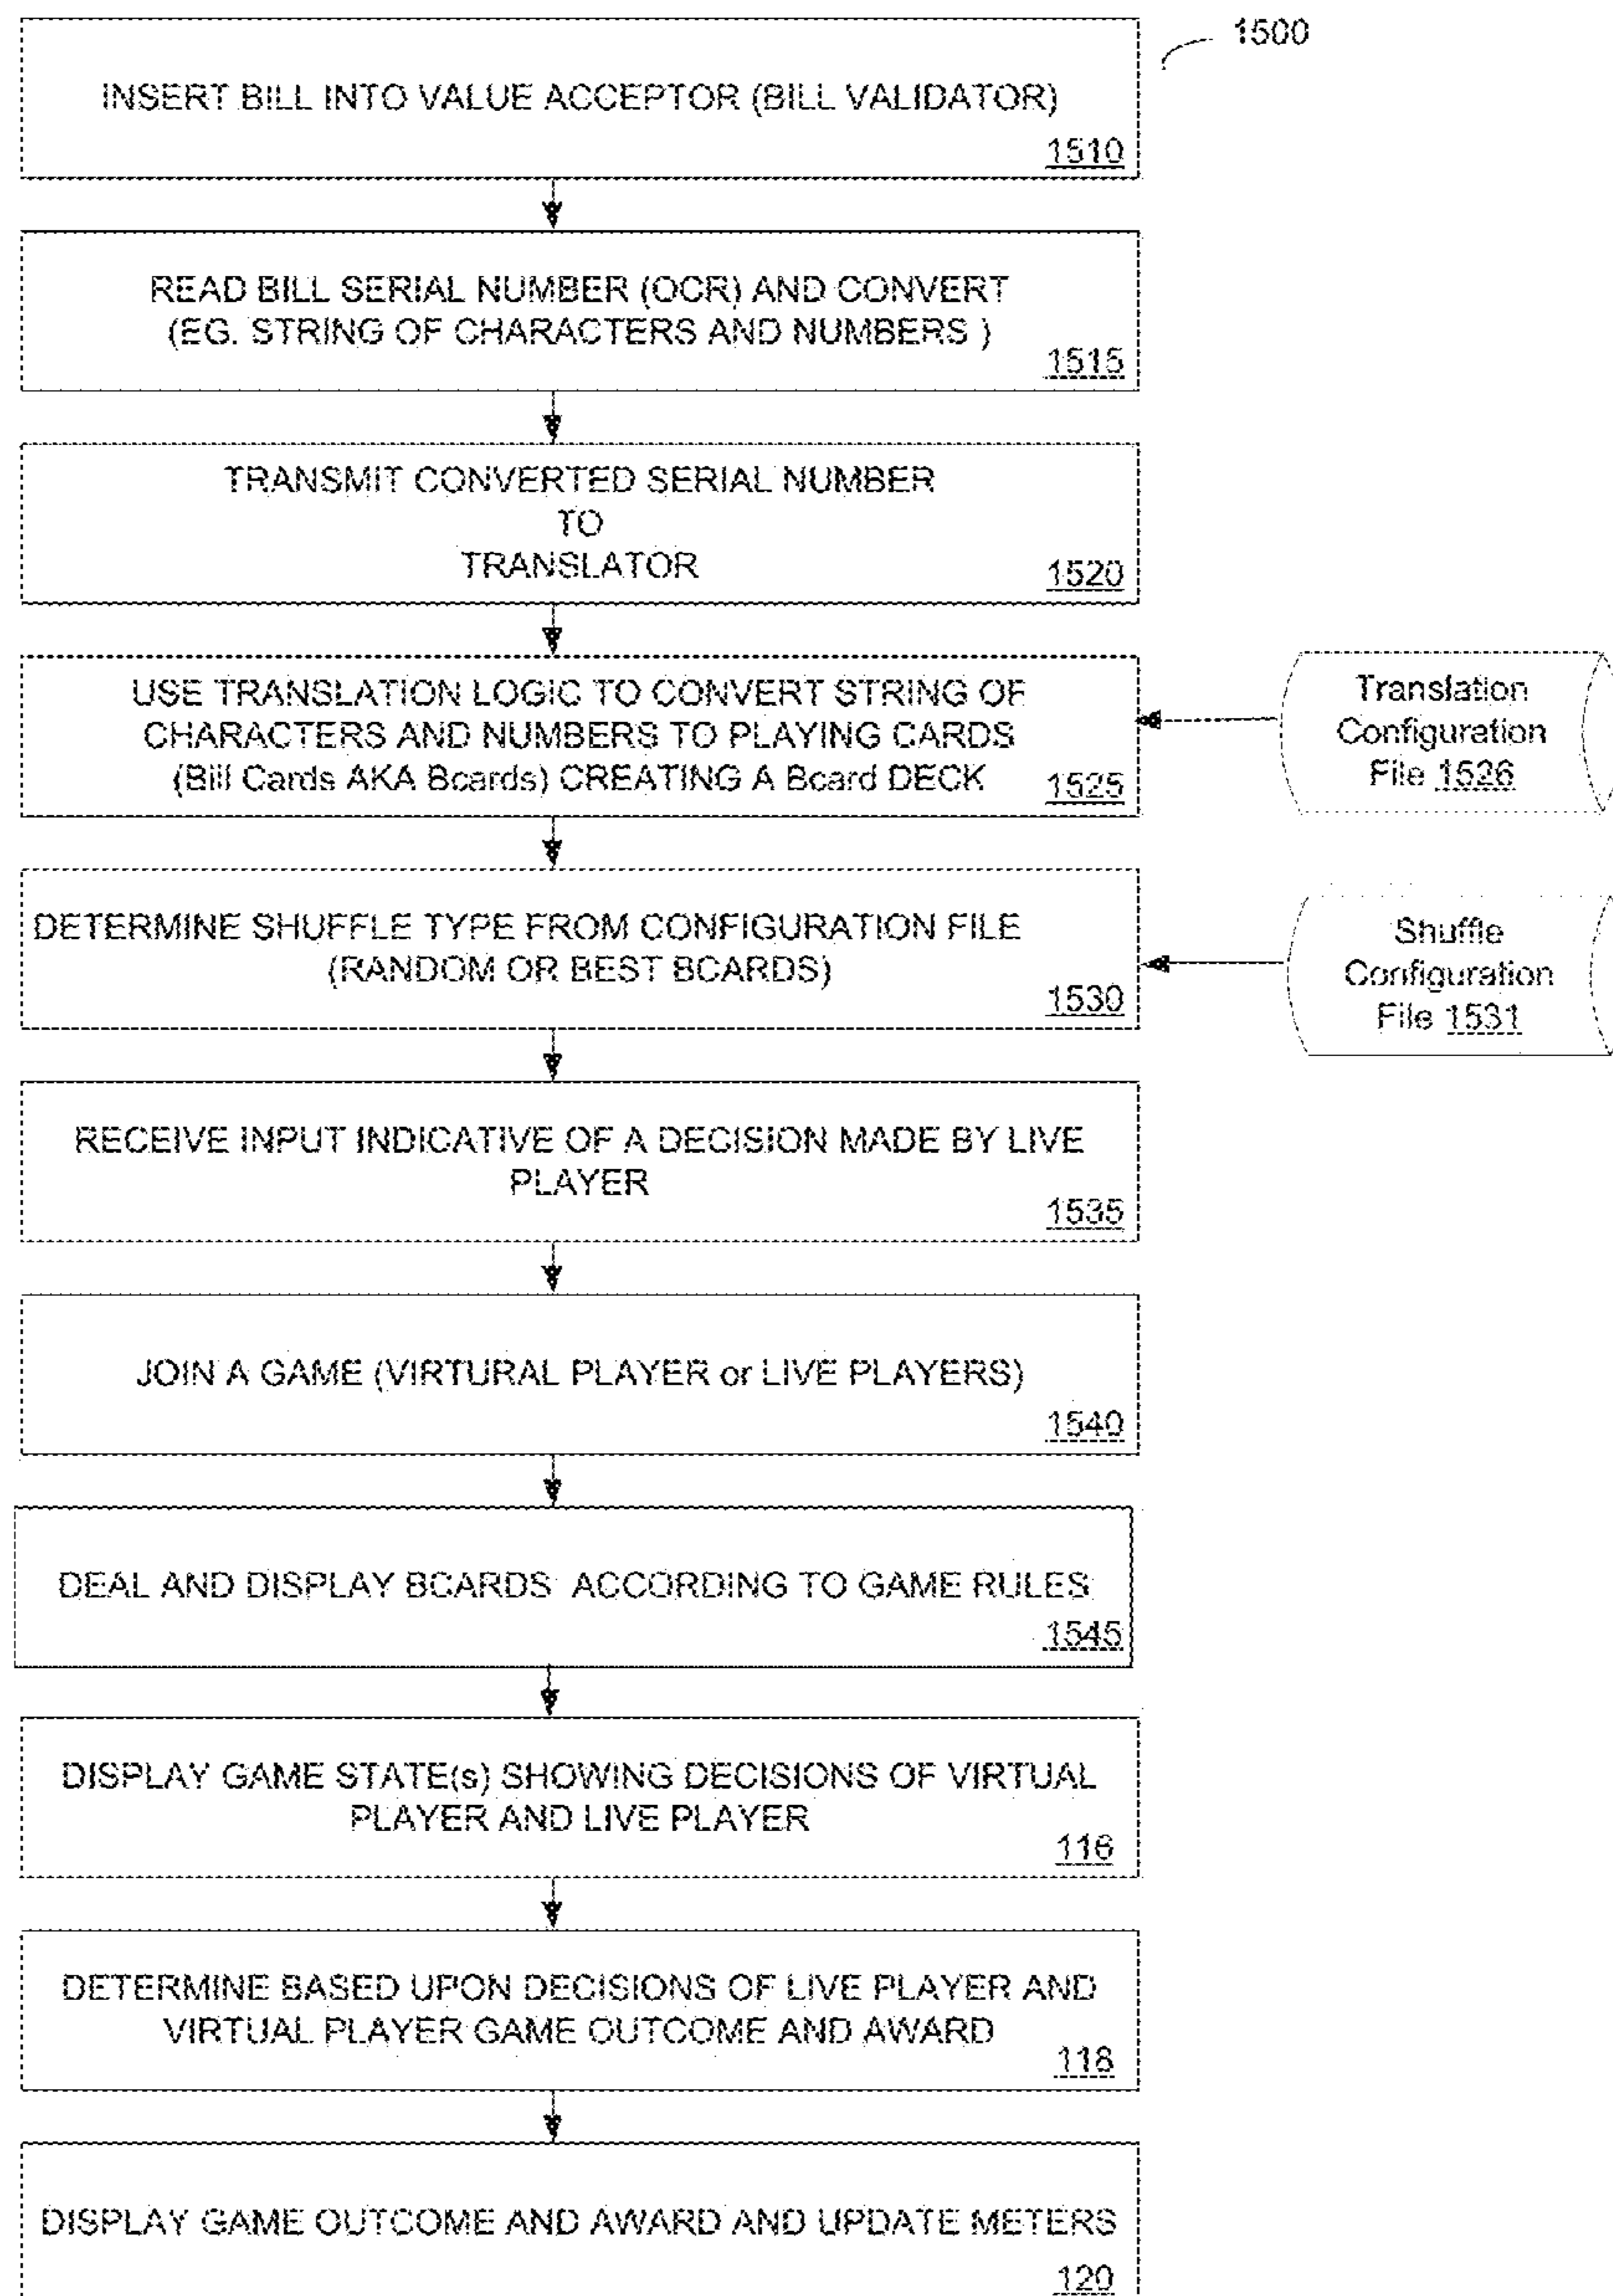 1500
INSERT BILL INTO VALUE ACCEPTOR (BILL VALIDATOR)
1510
READ BILL SERIAL NUMBER (OCR) AND CONVERT
(EG. STRING OF CHARACTERS AND NUMBERS )
1515
TRANSMIT CONVERTED SERIAL NUMBER
TO
TRANSLATOR
1520
USE TRANSLATION LOGIC TO CONVERT STRING OF
CHARACTERS AND NUMBERS TO PLAYING CARDS
(Bill Cards AKA Bcards) CREATING A Bcard DECK
1525
Translation
Configuration
File 1526
DETERMINE SHUFFLE TYPE FROM CONFIGURATION FILE
(RANDOM OR BEST BCARDS)
1530
Shuffle
Configuration
File 1531
RECEIVE INPUT INDICATIVE OF A DECISION MADE BY LIVE
PLAYER
1535
JOIN A GAME (VIRTURAL PLAYER or LIVE PLAYERS)
1540
DEAL AND DISPLAY BCARDS ACCORDING TO GAME RULES
1545
DISPLAY GAME STATE(s) SHOWING DECISIONS OF VIRTUAL
PLAYER AND LIVE PLAYER
116
DETERMINE BASED UPON DECISIONS OF LIVE PLAYER AND
VIRTUAL PLAYER GAME OUTCOME AND AWARD
118
DISPLAY GAME OUTCOME AND AWARD AND UPDATE METERS
120